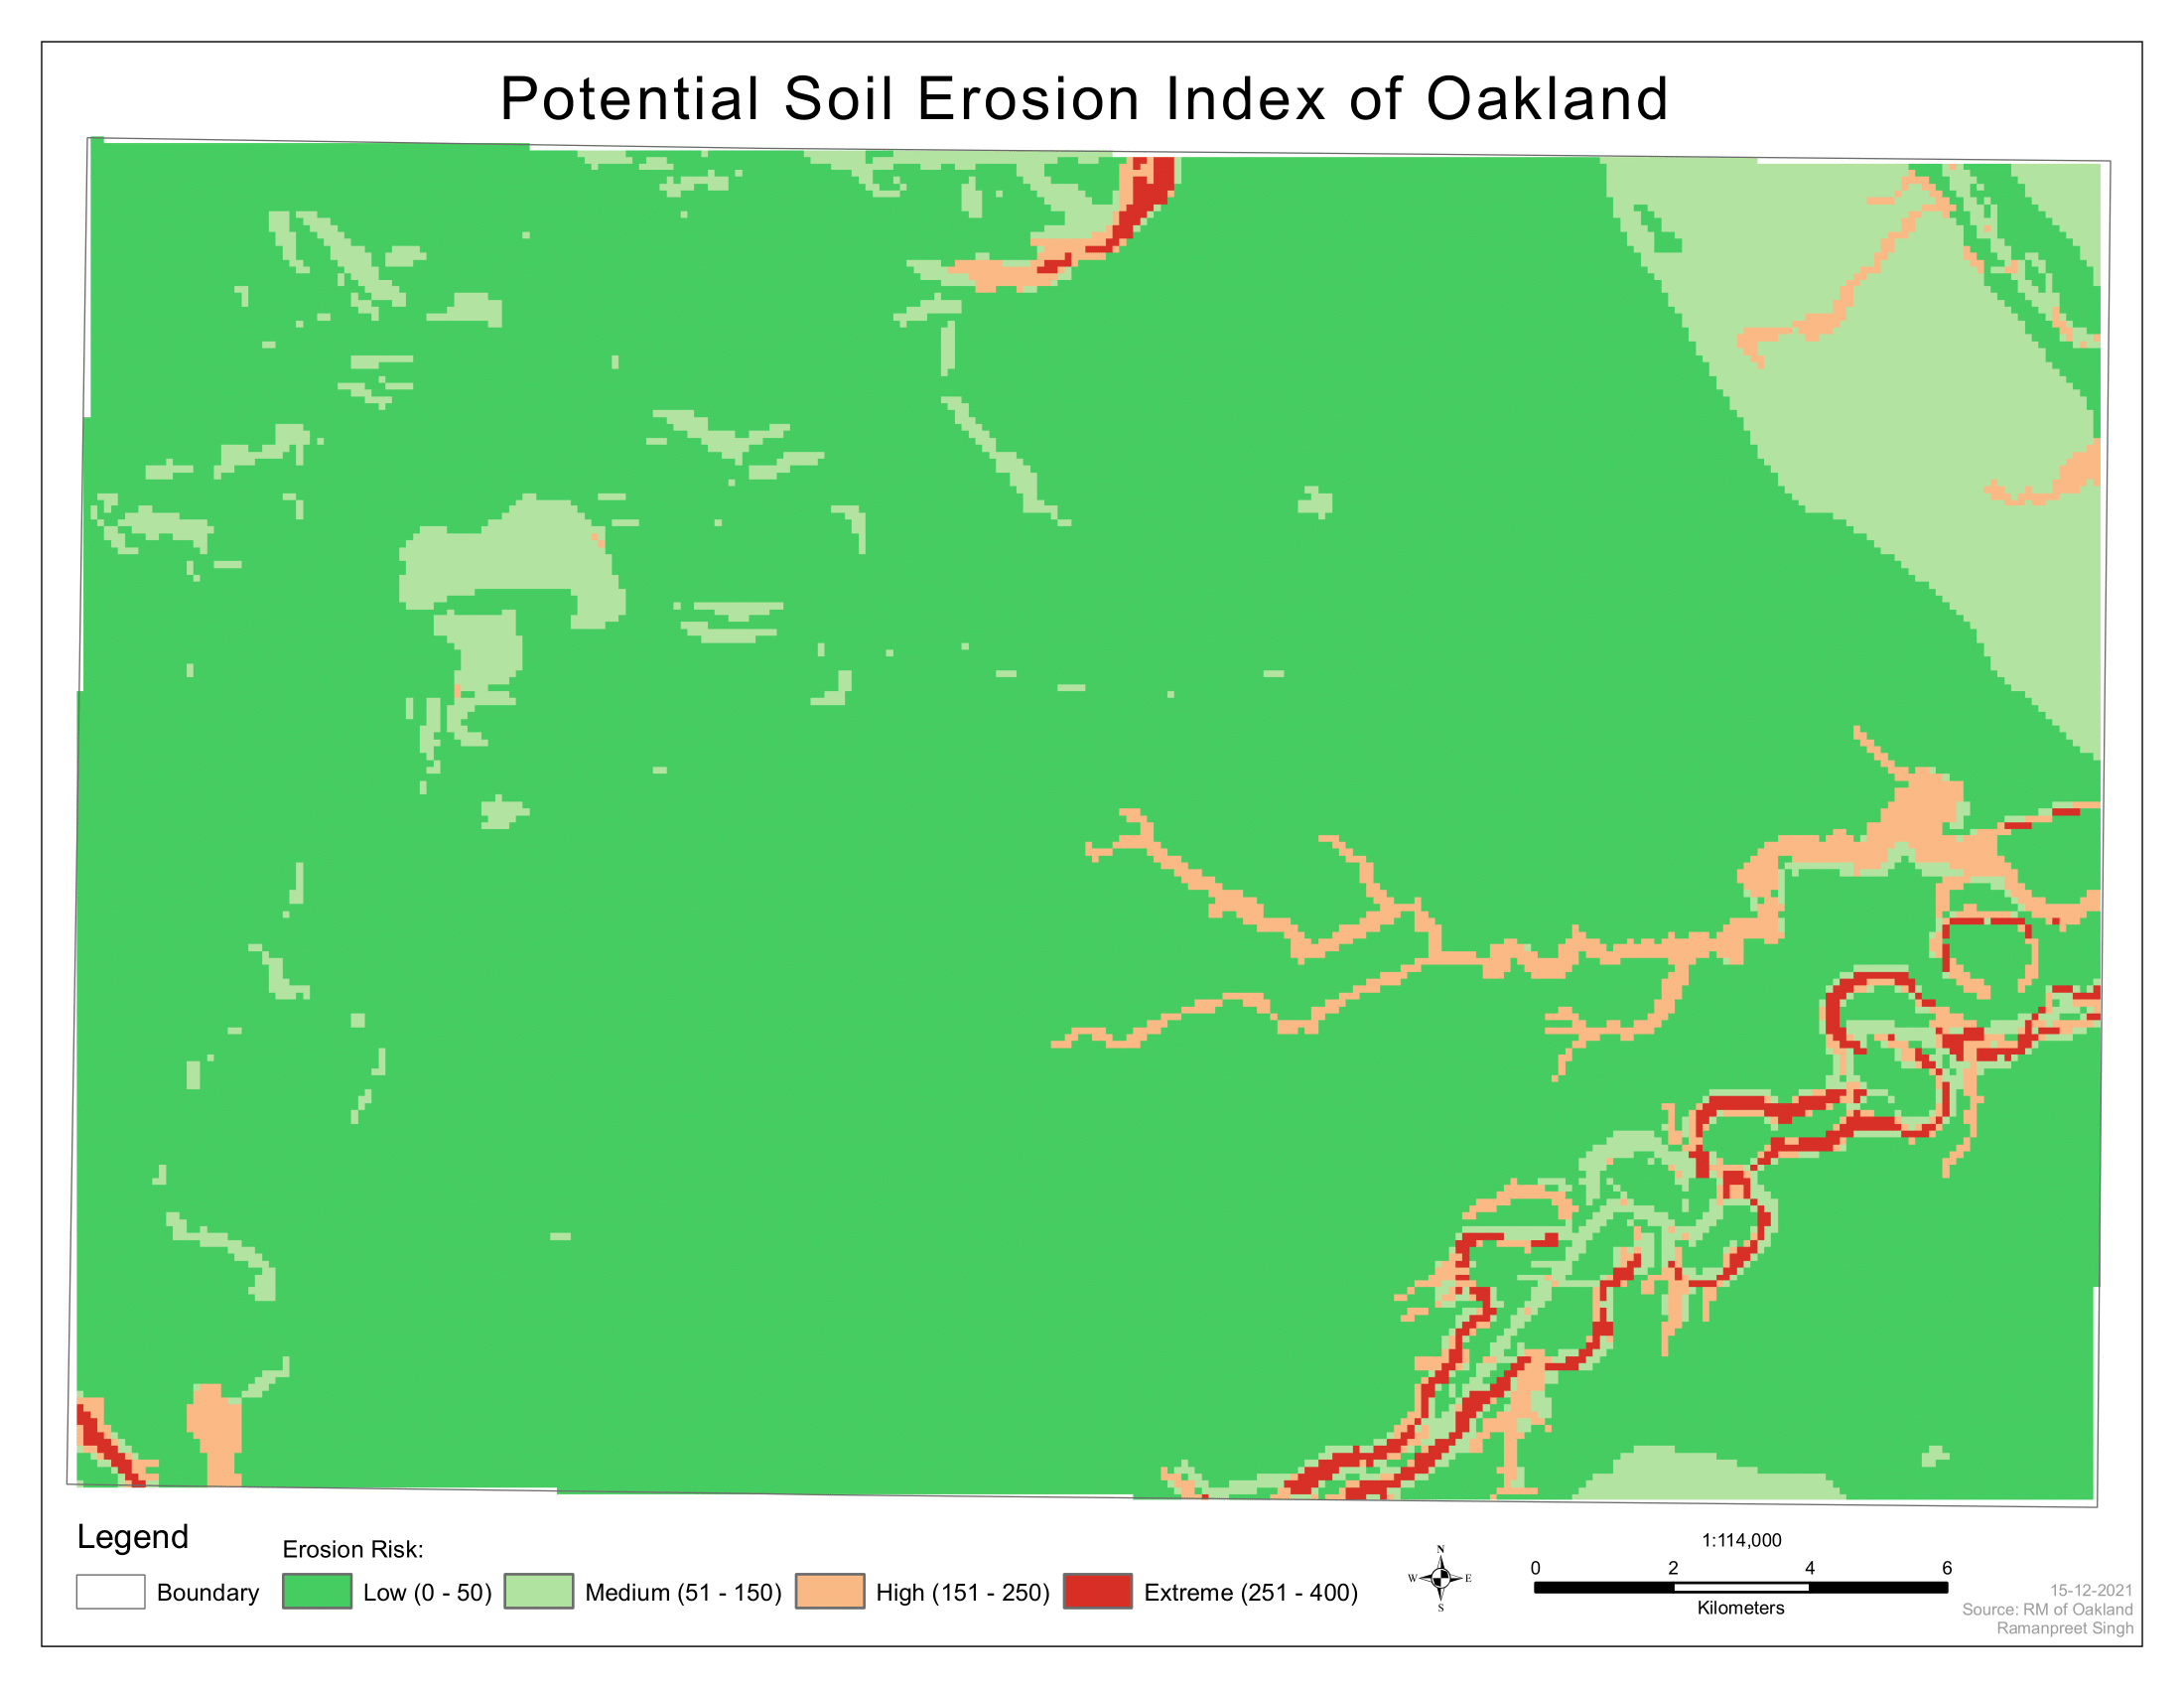 Potential Soil Erosion Index of Oakland
Legend
Erosion Risk:
Boundary
Low (0 - 50)
Medium (51 - 150)
High (151 - 250)
Extreme (251 - 400)
N
W
E
S
1:114,000
0 2 4 6
Kilometers
15-12-2021
Source: RM of Oakland
Ramanpreet Singh